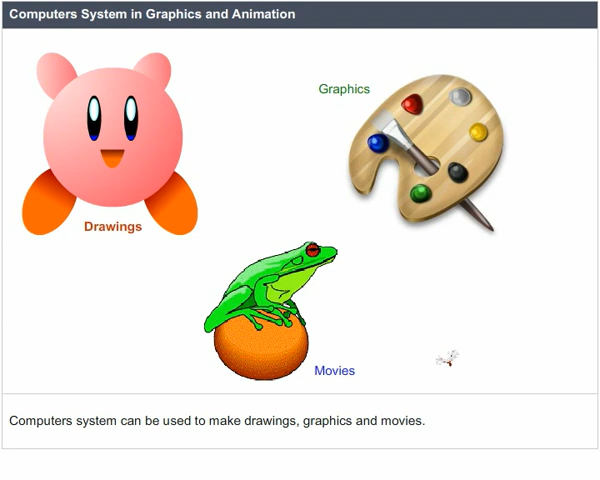 Computers System in Graphics and Animation
Graphics
Drawings
Movies
Computers system can be used to make drawings, graphics and movies.